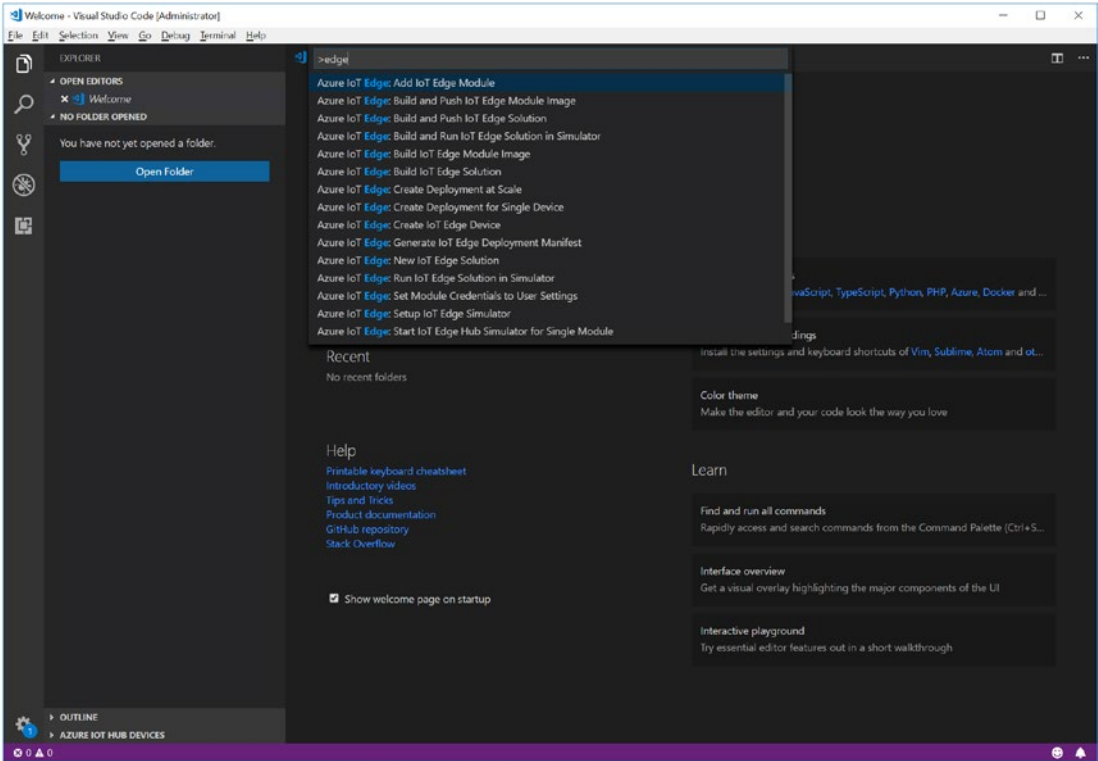 Welcome - Visual Studio Code [Administrator]
File Edit Selection View Go Debug Terminal Help
EXPLORER
OPEN EDITORS
Welcome
NO FOLDER OPENED
You have not yet opened a folder.
Open Folder
>edge
Azure IoT Edge: Add IoT Edge Module
Azure IoT Edge: Build and Push IoT Edge Module Image
Azure IoT Edge: Build and Push IoT Edge Solution
Azure IoT Edge: Build and Run IoT Edge Solution in Simulator
Azure IoT Edge: Build IoT Edge Module Image
Azure IoT Edge: Build IoT Edge Solution
Azure IoT Edge: Create Deployment at Scale
Azure IoT Edge: Create Deployment for Single Device
Azure IoT Edge: Create IoT Edge Device
Azure IoT Edge: Generate IoT Edge Deployment Manifest
Azure IoT Edge: New IoT Edge Solution
Azure IoT Edge: Run IoT Edge Solution in Simulator
Azure IoT Edge: Set Module Credentials to User Settings
Azure IoT Edge: Setup IoT Edge Simulator
Azure IoT Edge: Start IoT Edge Hub Simulator for Single Module
Recent
No recent folders
Help
Printable keyboard cheatsheet
Introductory videos
Tips and Tricks
Product documentation
GitHub repository
Stack Overflow
Show welcome page on startup
TypeScript, Python, PHP, Azure, Docker and ...
Install the settings and keyboard shortcuts of Vim, Sublime, Atom and ot...
Color theme
Make the editor and your code look the way you love
Learn
Find and run all commands
Rapidly access and search commands from the Command Palette (Ctrl+S...
Interface overview
Get a visual overlay highlighting the major components of the UI
Interactive playground
Try essential editor features out in a short walkthrough
OUTLINE
AZURE IOT HUB DEVICES
1
0 0